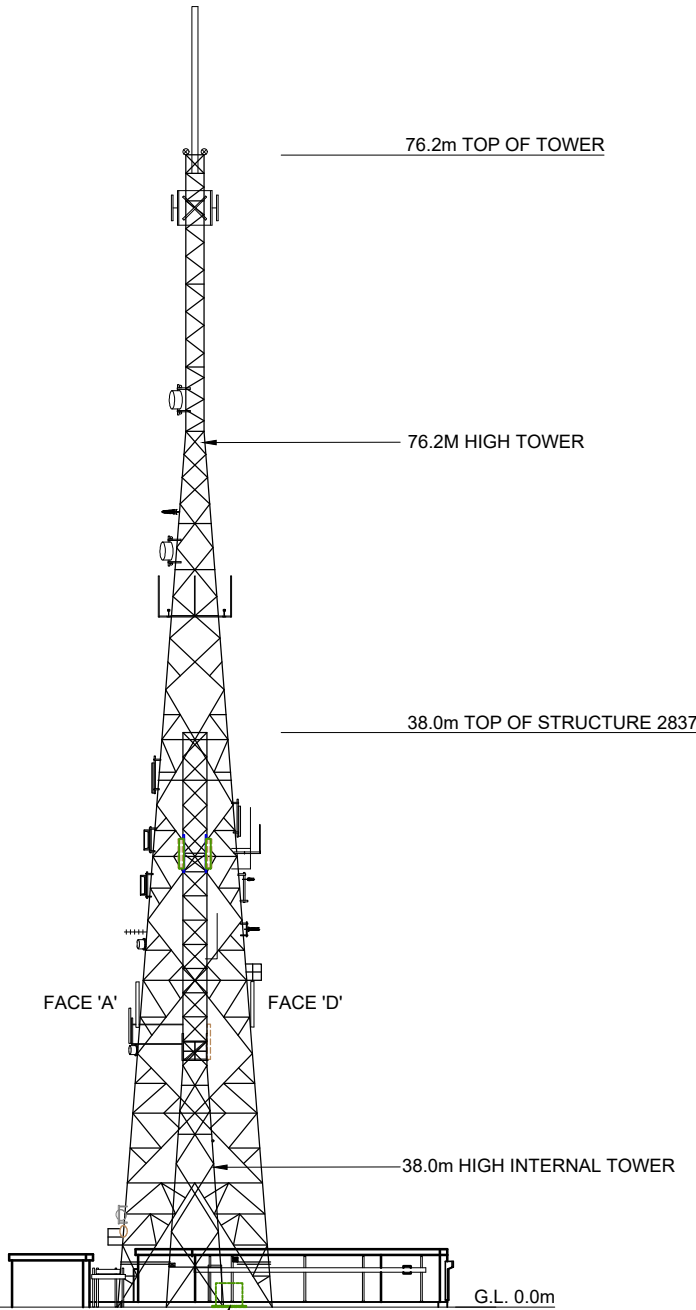 76.2m TOP OF TOWER
76.2M HIGH TOWER
38.0m TOP OF STRUCTURE 2837
FACE 'A'
FACE 'D'
38.0m HIGH INTERNAL TOWER
G.L. 0.0m